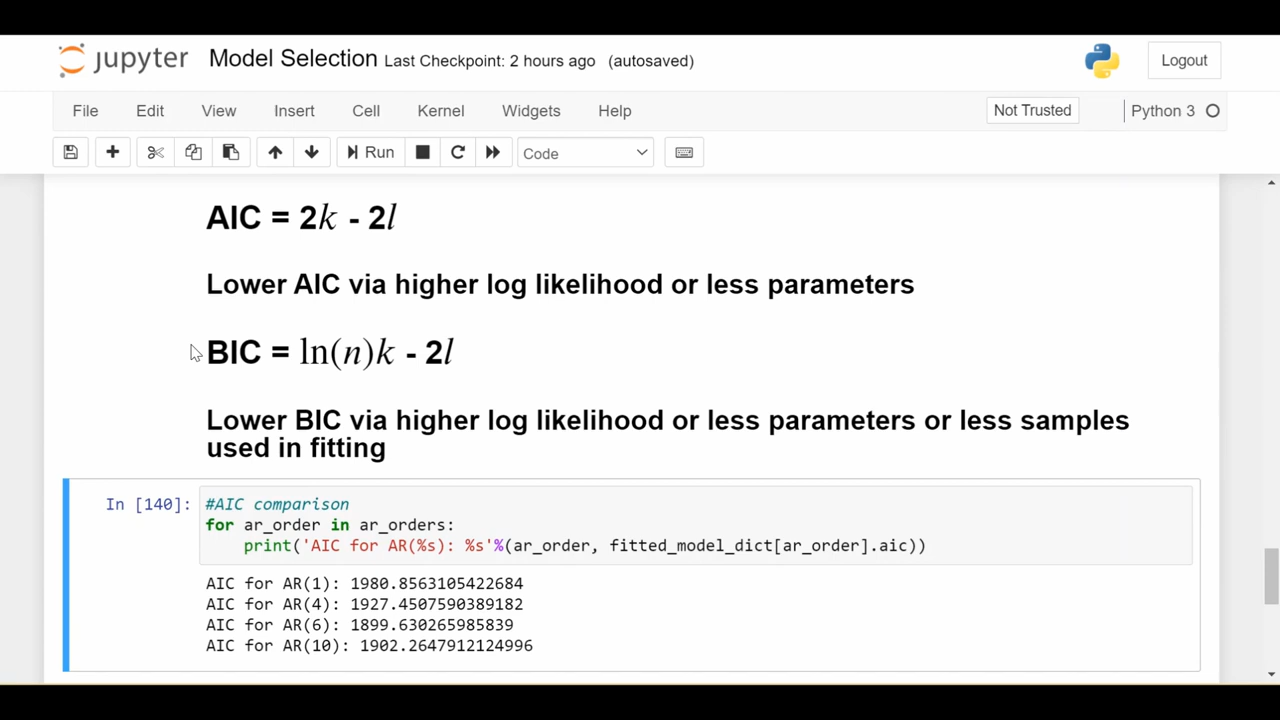 jupyter Model Selection Last Checkpoint: 2 hours ago (autosaved) Logout
File Edit View Insert Cell Kernel Widgets Help Not Trusted Python 3
Run Code
AIC = 2k - 2l
Lower AIC via higher log likelihood or less parameters
BIC = ln(n)k - 2l
Lower BIC via higher log likelihood or less parameters or less samples
used in fitting
In [140]: #AIC comparison
for ar_order in ar_orders:
    print('AIC for AR(%s): %s'%(ar_order, fitted_model_dict[ar_order].aic))
AIC for AR(1): 1980.8563105422684
AIC for AR(4): 1927.4507590389182
AIC for AR(6): 1899.630265985839
AIC for AR(10): 1902.2647912124996